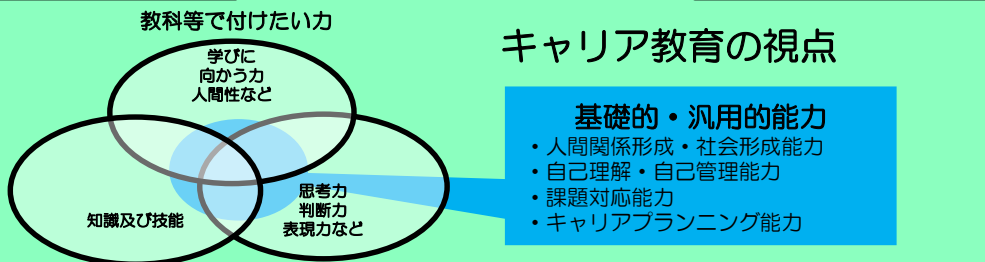 教科等で付けたい力
学びに
向かう力
人間性など
知識及び技能
思考力
判断力
表現力など
キャリア教育の視点
基礎的・汎用的能力
・人間関係形成・社会形成能力
・自己理解・自己管理能力
・課題対応能力
・キャリアプランニング能力